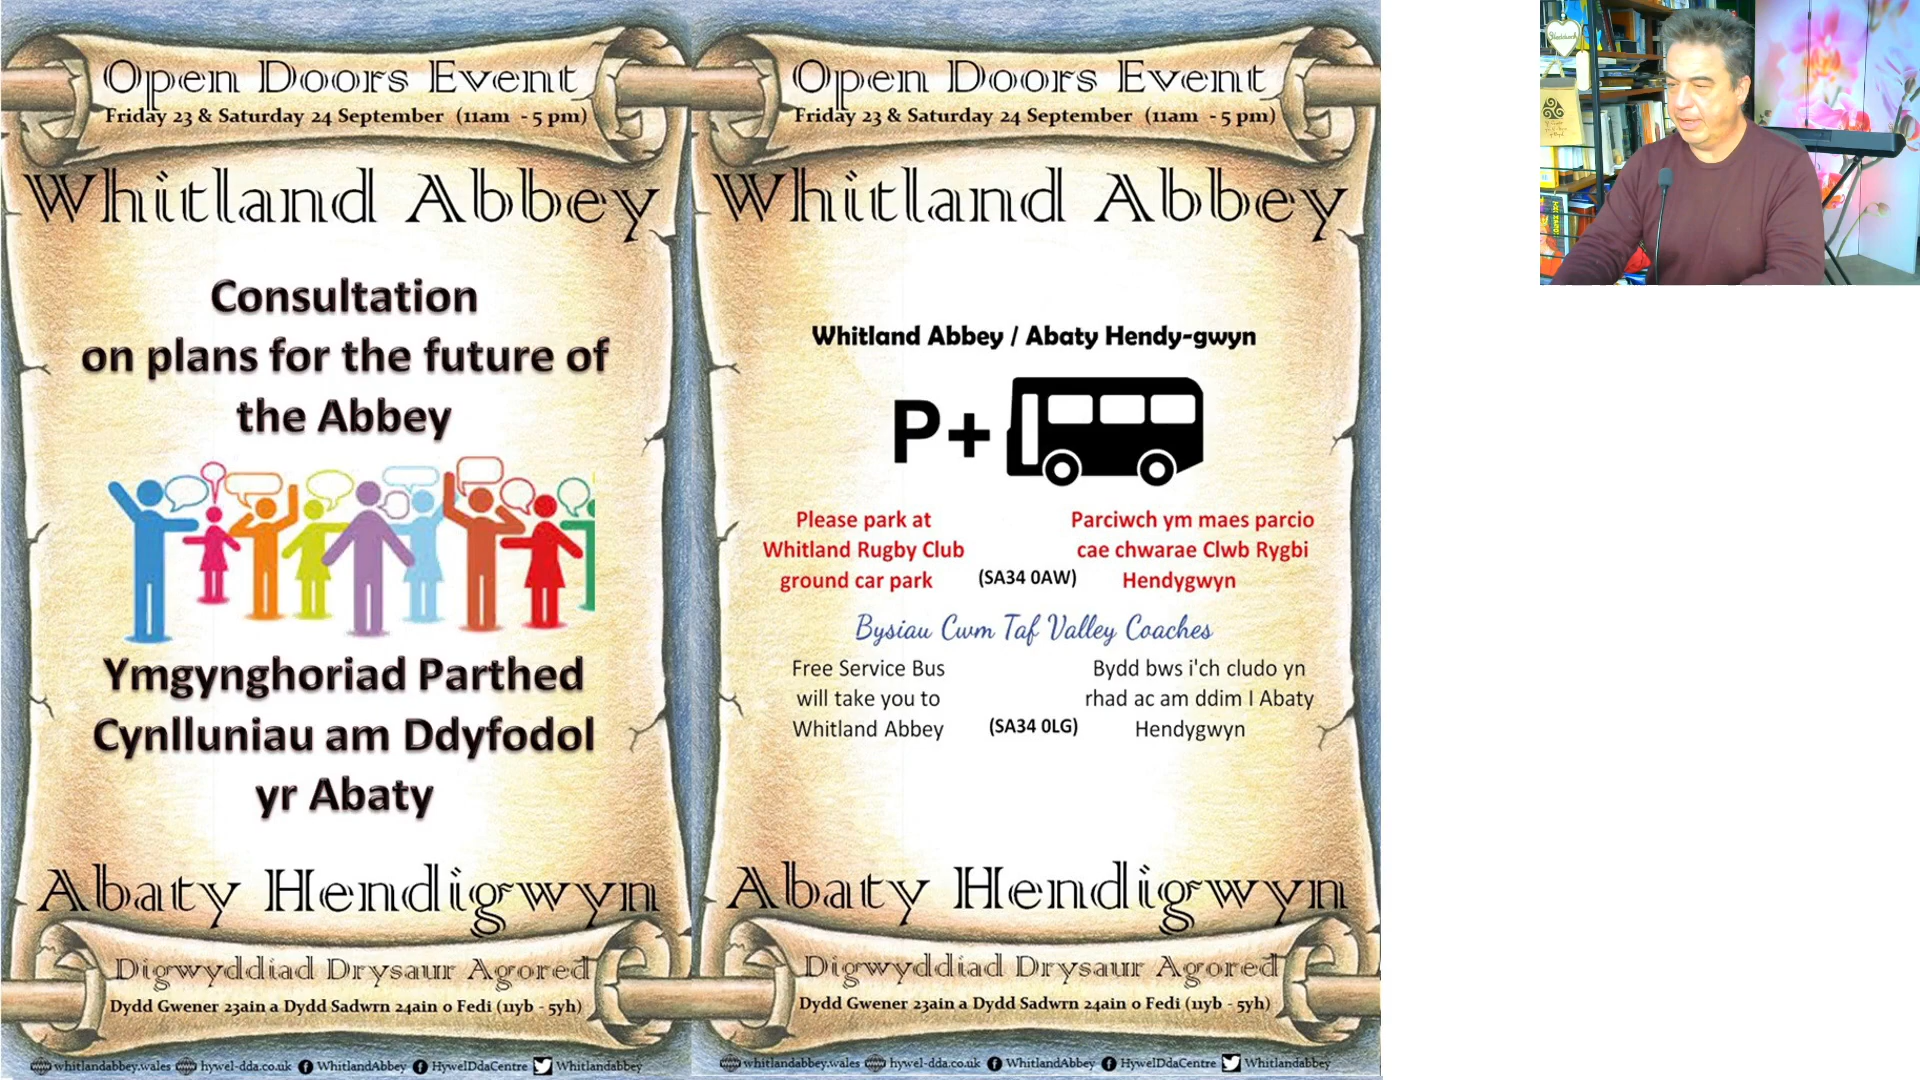 Open Doors Event
Friday 23 & Saturday 24 September (11am - 5 pm)
Whitland Abbey
Consultation
on plans for the future of
the Abbey
Ymgynghoriad Parthed
Cynlluniau am Ddyfodol
yr Abaty
Abaty Hendigwyn
Digwyddiad Drysaur Agored
Dydd Gwener 23ain a Dydd Sadwrn 24ain o Fedi (11yb - 5yh)
whitlandabbey.wales hywel-dda.co.uk WhitlandAbbey HywelDdaCentre Whitlandabbey
Open Doors Event
Friday 23 & Saturday 24 September (11am - 5 pm)
Whitland Abbey
Whitland Abbey / Abaty Hendy-gwyn
P+
Please park at
Whitland Rugby Club
ground car park
(SA34 0AW)
Parciwch ym maes parcio
cae chwarae Clwb Rygbi
Hendygwyn
Bysiau Cwm Taf Valley Coaches
Free Service Bus
will take you to
Whitland Abbey
(SA34 0LG)
Bydd bws i'ch cludo yn
rhad ac am ddim I Abaty
Hendygwyn
Abaty Hendigwyn
Digwyddiad Drysaur Agored
Dydd Gwener 23ain a Dydd Sadwrn 24ain o Fedi (11yb - 5yh)
whitlandabbey.wales hywel-dda.co.uk WhitlandAbbey HywelDdaCentre Whitlandabbey